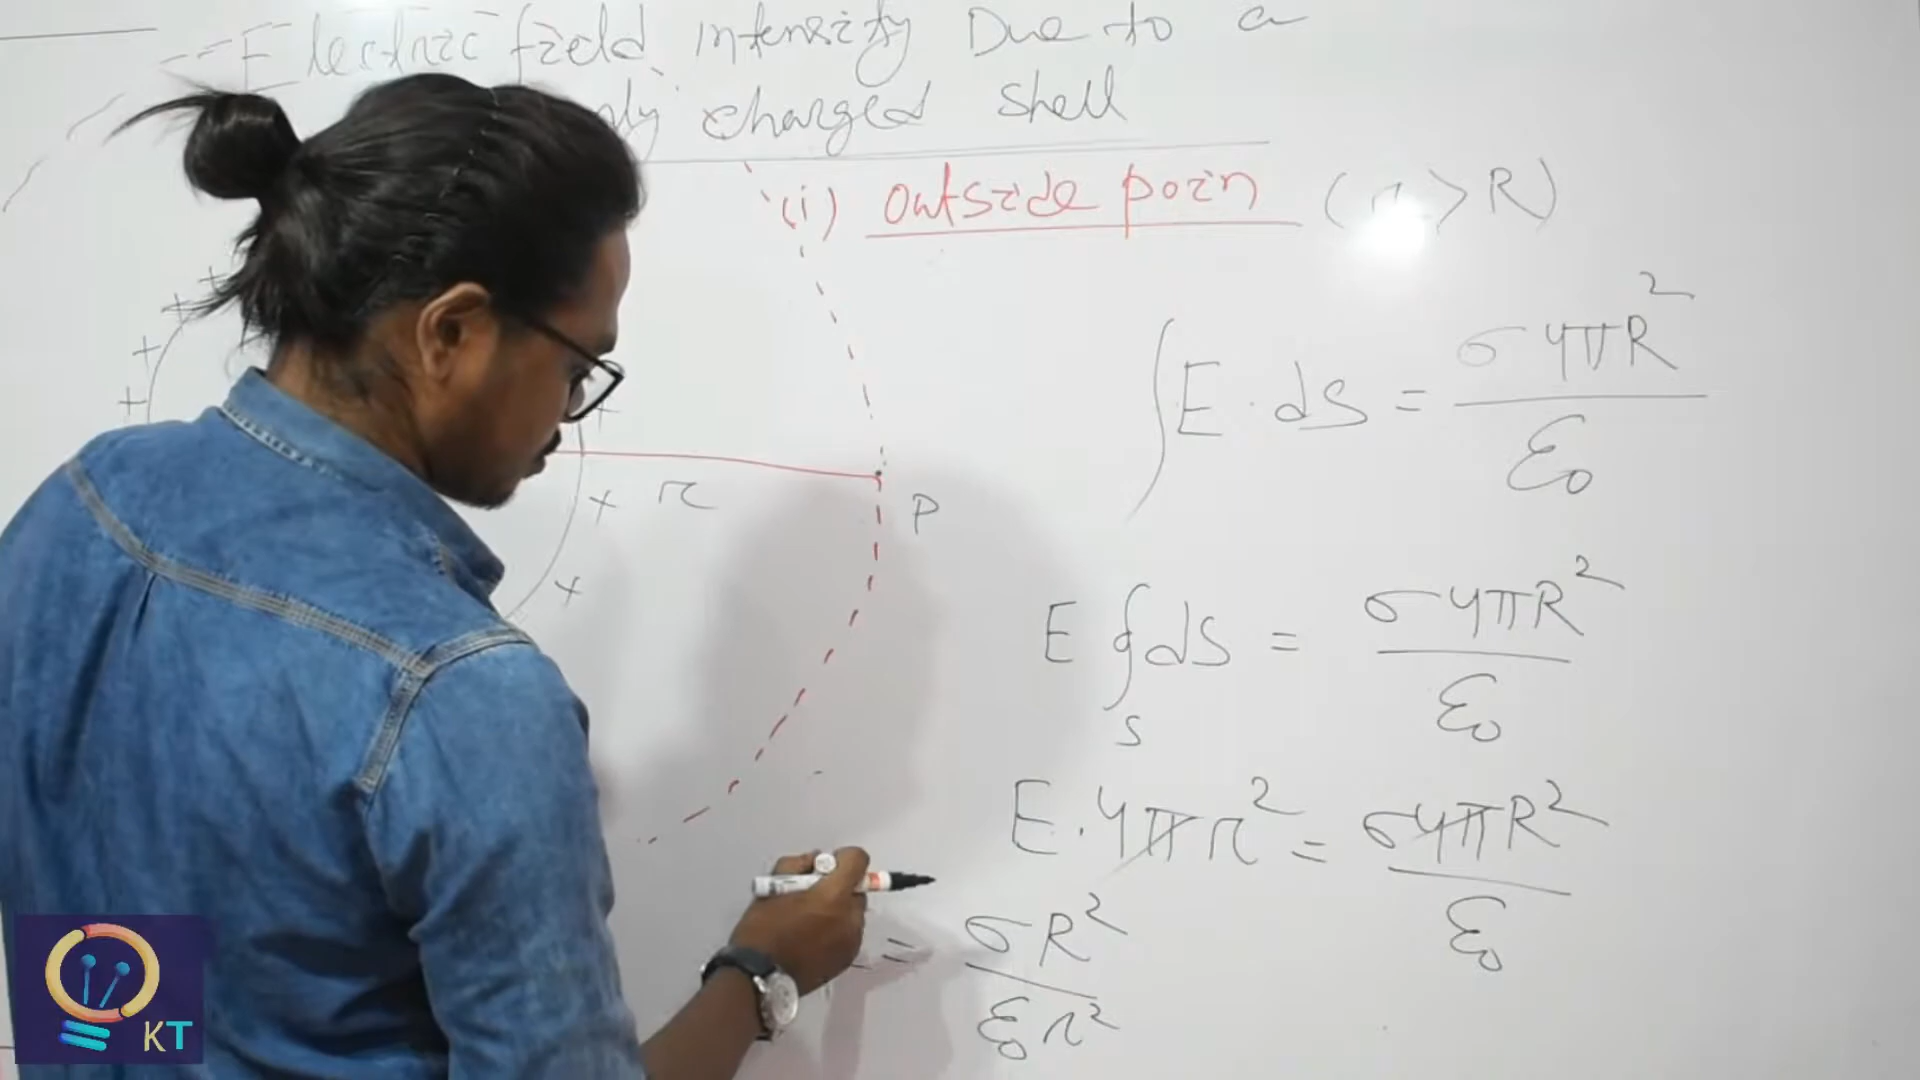 Electric field intensity Due to a
charged shell
(i) outside poin (r > R)
∫E · ds = σ4πR² / ε₀
r
P
E ∮ds = σ4πR² / ε₀
S
E · 4πr² = σ4πR² / ε₀
= σR² / ε₀r²
KT